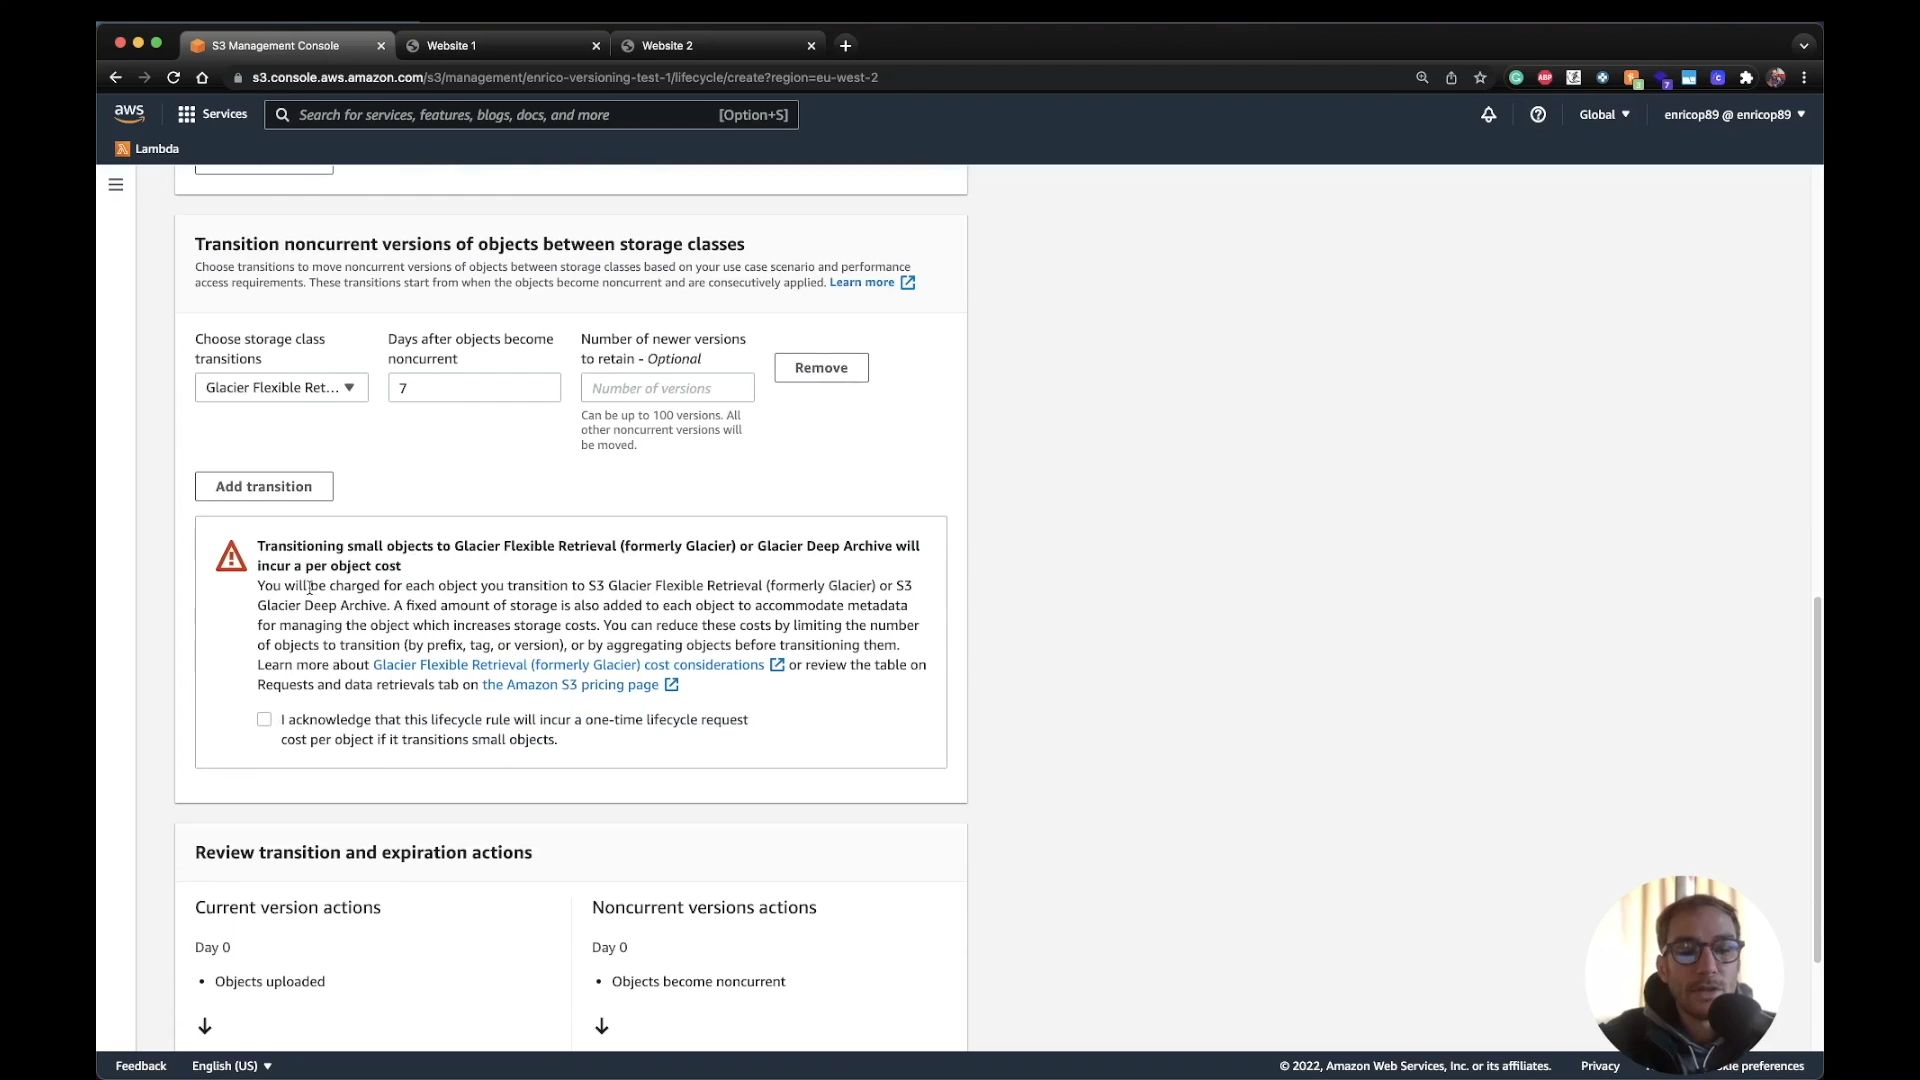 S3 Management Console
Website 1
Website 2
s3.console.aws.amazon.com/s3/management/enrico-versioning-test-1/lifecycle/create?region=eu-west-2
ABP
3
7
aws
Services
Search for services, features, blogs, docs, and more
[Option+S]
Global
enricop89 @ enricop89
Lambda
Transition noncurrent versions of objects between storage classes
Choose transitions to move noncurrent versions of objects between storage classes based on your use case scenario and performance
access requirements. These transitions start from when the objects become noncurrent and are consecutively applied. Learn more
Choose storage class
transitions
Glacier Flexible Ret...
Days after objects become
noncurrent
7
Number of newer versions
to retain - Optional
Number of versions
Can be up to 100 versions. All
other noncurrent versions will
be moved.
Remove
Add transition
Transitioning small objects to Glacier Flexible Retrieval (formerly Glacier) or Glacier Deep Archive will
incur a per object cost
You will be charged for each object you transition to S3 Glacier Flexible Retrieval (formerly Glacier) or S3
Glacier Deep Archive. A fixed amount of storage is also added to each object to accommodate metadata
for managing the object which increases storage costs. You can reduce these costs by limiting the number
of objects to transition (by prefix, tag, or version), or by aggregating objects before transitioning them.
Learn more about Glacier Flexible Retrieval (formerly Glacier) cost considerations or review the table on
Requests and data retrievals tab on the Amazon S3 pricing page
I acknowledge that this lifecycle rule will incur a one-time lifecycle request
cost per object if it transitions small objects.
Review transition and expiration actions
Current version actions
Day 0
• Objects uploaded
Noncurrent versions actions
Day 0
• Objects become noncurrent
Feedback
English (US)
© 2022, Amazon Web Services, Inc. or its affiliates.
Privacy
preferences